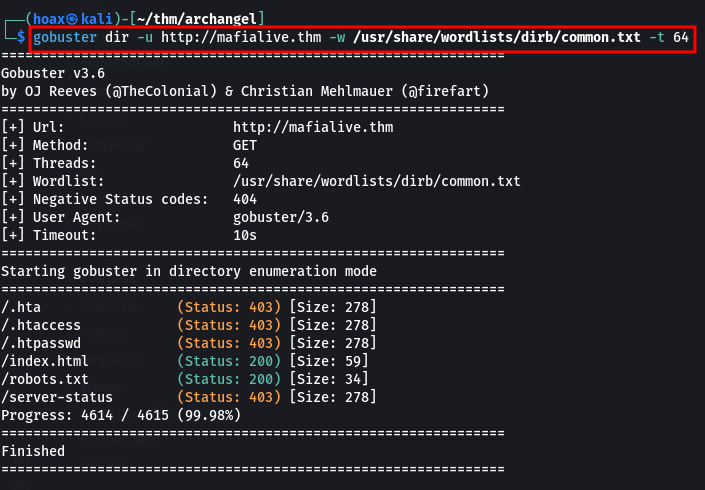 ┌──(hoax㉿kali)-[~/thm/archangel]
└─$ gobuster dir -u http://mafialive.thm -w /usr/share/wordlists/dirb/common.txt -t 64
===============================================================
Gobuster v3.6
by OJ Reeves (@TheColonial) & Christian Mehlmauer (@firefart)
===============================================================
[+] Url:                     http://mafialive.thm
[+] Method:                  GET
[+] Threads:                 64
[+] Wordlist:                /usr/share/wordlists/dirb/common.txt
[+] Negative Status codes:   404
[+] User Agent:              gobuster/3.6
[+] Timeout:                 10s
===============================================================
Starting gobuster in directory enumeration mode
===============================================================
/.hta                 (Status: 403) [Size: 278]
/.htaccess            (Status: 403) [Size: 278]
/.htpasswd            (Status: 403) [Size: 278]
/index.html           (Status: 200) [Size: 59]
/robots.txt           (Status: 200) [Size: 34]
/server-status        (Status: 403) [Size: 278]
Progress: 4614 / 4615 (99.98%)
===============================================================
Finished
===============================================================